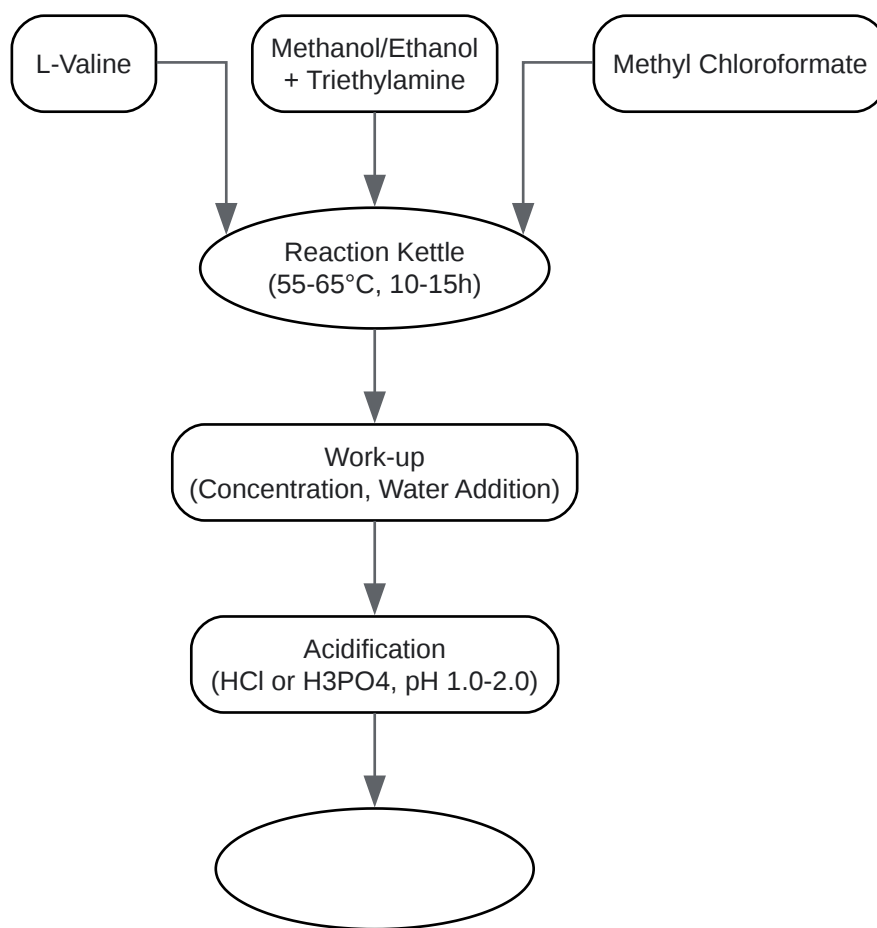 L-Valine
Methanol/Ethanol
+ Triethylamine
Methyl Chloroformate
Reaction Kettle
(55-65°C, 10-15h)
Work-up
(Concentration, Water Addition)
Acidification
(HCl or H3PO4, pH 1.0-2.0)